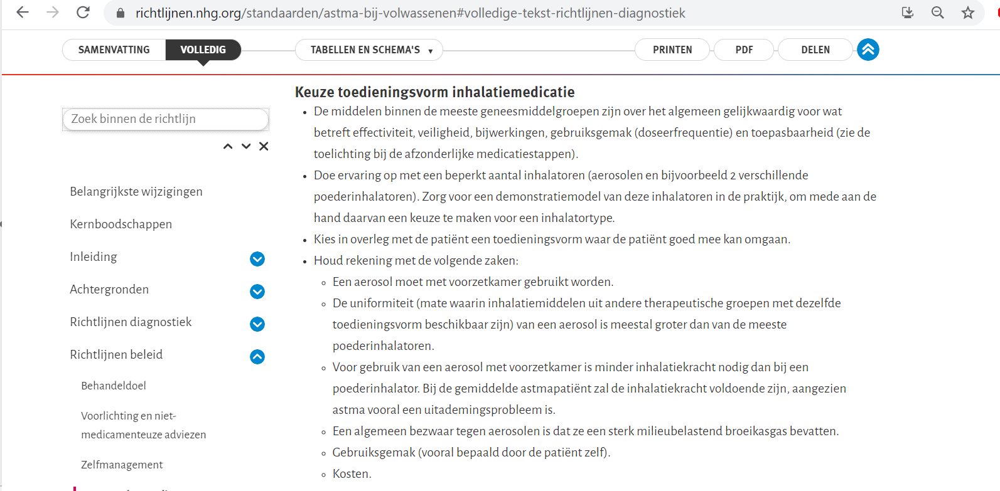 richtlijnen.nhg.org/standaarden/astma-bij-volwassenen#volledige-tekst-richtlijnen-diagnostiek
SAMENVATTING
VOLLEDIG
TABELLEN EN SCHEMA'S
PRINTEN
PDF
DELEN
Zoek binnen de richtlijn
Belangrijkste wijzigingen
Kernboodschappen
Inleiding
Achtergronden
Richtlijnen diagnostiek
Richtlijnen beleid
Behandeldoel
Voorlichting en niet-
medicamenteuze adviezen
Zelfmanagement
Keuze toedieningsvorm inhalatiemedicatie
• De middelen binnen de meeste geneesmiddelgroepen zijn over het algemeen gelijkwaardig voor wat
betreft effectiviteit, veiligheid, bijwerkingen, gebruiksgemak (doseerfrequentie) en toepasbaarheid (zie de
toelichting bij de afzonderlijke medicatiestappen).
• Doe ervaring op met een beperkt aantal inhalatoren (aerosolen en bijvoorbeeld 2 verschillende
poederinhalatoren). Zorg voor een demonstratiemodel van deze inhalatoren in de praktijk, om mede aan de
hand daarvan een keuze te maken voor een inhalatortype.
• Kies in overleg met de patiënt een toedieningsvorm waar de patiënt goed mee kan omgaan.
• Houd rekening met de volgende zaken:
◦ Een aerosol moet met voorzetkamer gebruikt worden.
◦ De uniformiteit (mate waarin inhalatiemiddelen uit andere therapeutische groepen met dezelfde
toedieningsvorm beschikbaar zijn) van een aerosol is meestal groter dan van de meeste
poederinhalatoren.
◦ Voor gebruik van een aerosol met voorzetkamer is minder inhalatiekracht nodig dan bij een
poederinhalator. Bij de gemiddelde astmapatiënt zal de inhalatiekracht voldoende zijn, aangezien
astma vooral een uitademingsprobleem is.
◦ Een algemeen bezwaar tegen aerosolen is dat ze een sterk milieubelastend broeikasgas bevatten.
◦ Gebruiksgemak (vooral bepaald door de patiënt zelf).
◦ Kosten.